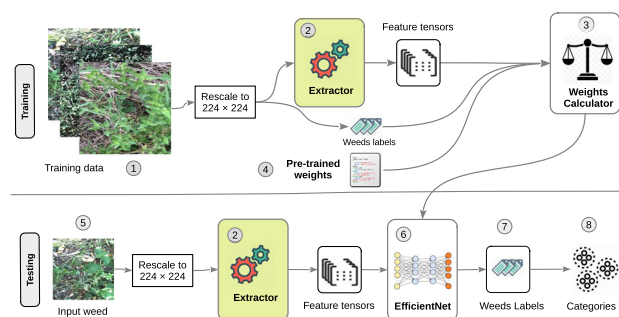 Training
Training data
1
Rescale to
224 × 224
2
Extractor
Feature tensors
Weeds labels
4
Pre-trained
weights
3
Weights
Calculator
Testing
5
Input weed
Rescale to
224 × 224
2
Extractor
Feature tensors
6
EfficientNet
7
Weeds Labels
8
Categories